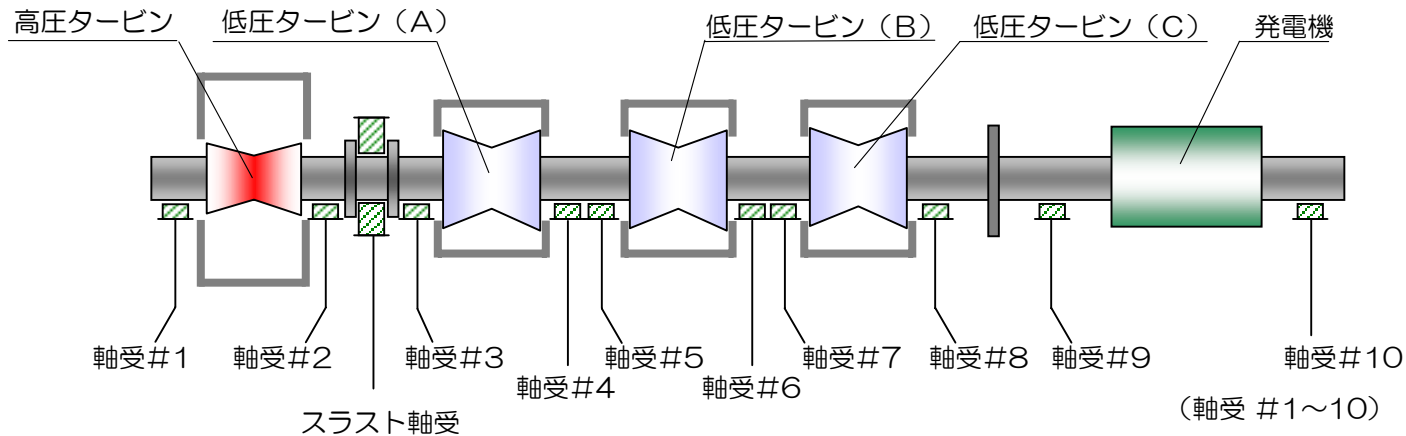 高圧タービン
低圧タービン（A）
低圧タービン（B）
低圧タービン（C）
発電機
軸受#1
軸受#2
軸受#3
軸受#4
軸受#5
軸受#6
軸受#7
軸受#8
軸受#9
軸受#10
スラスト軸受
（軸受 #1～10）